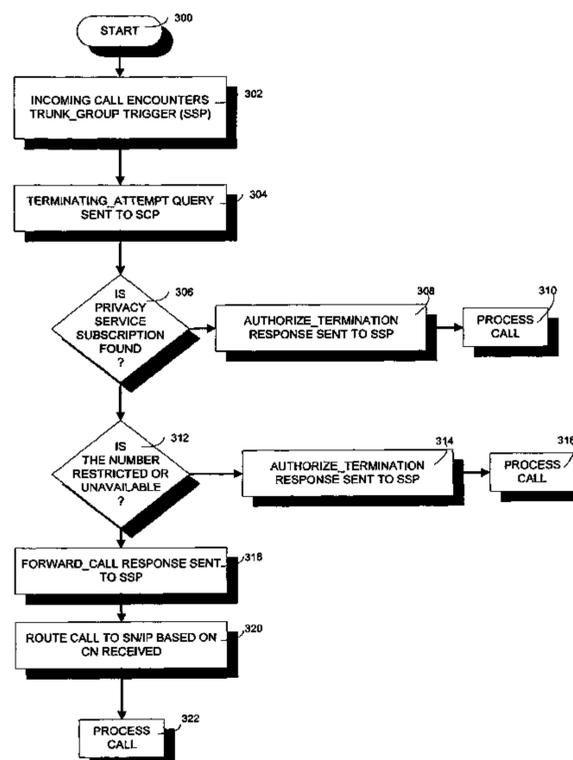 START
300
INCOMING CALL ENCOUNTERS
TRUNK_GROUP TRIGGER (SSP)
302
TERMINATING_ATTEMPT QUERY
SENT TO SCP
304
IS
PRIVACY
SERVICE
SUBSCRIPTION
FOUND
?
306
AUTHORIZE_TERMINATION
RESPONSE SENT TO SSP
308
PROCESS
CALL
310
IS
THE NUMBER
RESTRICTED OR
UNAVAILABLE
?
312
AUTHORIZE_TERMINATION
RESPONSE SENT TO SSP
314
PROCESS
CALL
316
FORWARD_CALL RESPONSE SENT
TO SSP
318
ROUTE CALL TO SN/IP BASED ON
CN RECEIVED
320
PROCESS
CALL
322